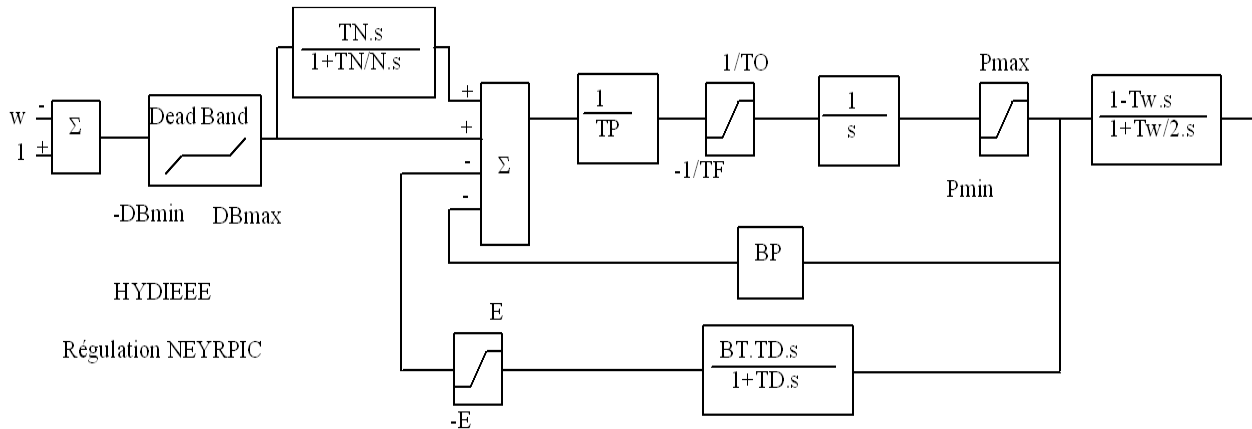 TN.s
1+TN/N.s
w
-
1
+
Σ
Dead Band
-DBmin
DBmax
+
+
-
-
Σ
1
TP
1/TO
-1/TF
1
s
Pmax
Pmin
1-Tw.s
1+Tw/2.s
BP
HYDIEEE
Régulation NEYRPIC
E
-E
BT.TD.s
1+TD.s